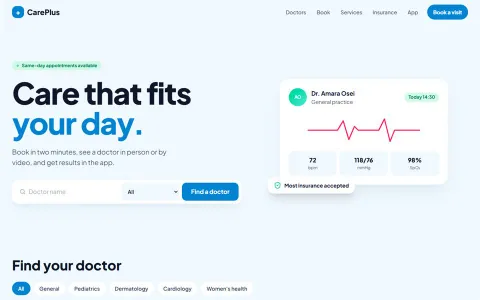 CarePlus
Doctors Book Services Insurance App Book a visit
Same-day appointments available
Care that fits
your day.
Book in two minutes, see a doctor in person or by
video, and get results in the app.
Doctor name All Find a doctor
AO Dr. Amara Osei
General practice
Today 14:30
72 118/76 98%
bpm mmHg SpO₂
Most insurance accepted
Find your doctor
All General Pediatrics Dermatology Cardiology Women's health